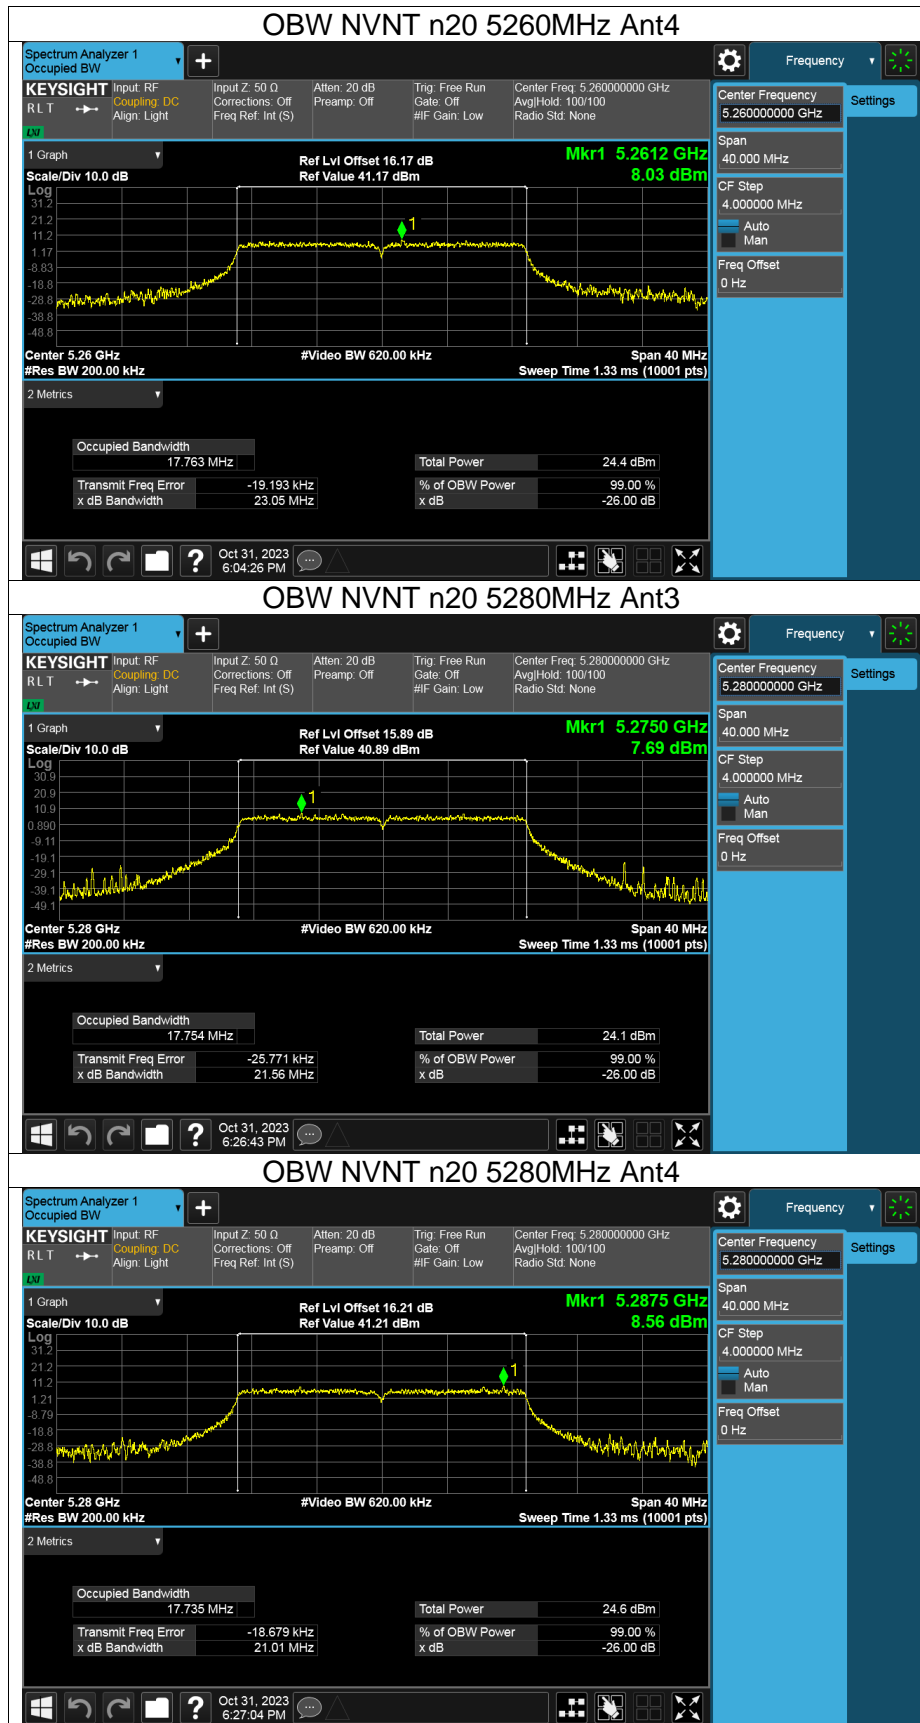 OBW NVNT n20 5260MHz Ant4
Spectrum Analyzer 1
Occupied BW
+
Frequency
KEYSIGHT
RLT
LXI
Input: RF
Coupling: DC
Align: Light
Input Z: 50 Ω
Corrections: Off
Freq Ref: Int (S)
Atten: 20 dB
Preamp: Off
Trig: Free Run
Gate: Off
#IF Gain: Low
Center Freq: 5.260000000 GHz
Avg|Hold: 100/100
Radio Std: None
Center Frequency
5.260000000 GHz
Settings
Span
40.000 MHz
CF Step
4.000000 MHz
Auto
Man
Freq Offset
0 Hz
1 Graph
Scale/Div 10.0 dB
Ref Lvl Offset 16.17 dB
Ref Value 41.17 dBm
Mkr1 5.2612 GHz
8.03 dBm
Log
31.2
21.2
11.2
1.17
-8.83
-18.8
-28.8
-38.8
-48.8
1
Center 5.26 GHz
#Video BW 620.00 kHz
Span 40 MHz
#Res BW 200.00 kHz
Sweep Time 1.33 ms (10001 pts)
2 Metrics
Occupied Bandwidth
17.763 MHz
Total Power 24.4 dBm
Transmit Freq Error -19.193 kHz
% of OBW Power 99.00 %
x dB Bandwidth 23.05 MHz
x dB -26.00 dB
?
Oct 31, 2023
6:04:26 PM
OBW NVNT n20 5280MHz Ant3
Spectrum Analyzer 1
Occupied BW
+
Frequency
KEYSIGHT
RLT
LXI
Input: RF
Coupling: DC
Align: Light
Input Z: 50 Ω
Corrections: Off
Freq Ref: Int (S)
Atten: 20 dB
Preamp: Off
Trig: Free Run
Gate: Off
#IF Gain: Low
Center Freq: 5.280000000 GHz
Avg|Hold: 100/100
Radio Std: None
Center Frequency
5.280000000 GHz
Settings
Span
40.000 MHz
CF Step
4.000000 MHz
Auto
Man
Freq Offset
0 Hz
1 Graph
Scale/Div 10.0 dB
Ref Lvl Offset 15.89 dB
Ref Value 40.89 dBm
Mkr1 5.2750 GHz
7.69 dBm
Log
30.9
20.9
10.9
0.890
-9.11
-19.1
-29.1
-39.1
-49.1
1
Center 5.28 GHz
#Video BW 620.00 kHz
Span 40 MHz
#Res BW 200.00 kHz
Sweep Time 1.33 ms (10001 pts)
2 Metrics
Occupied Bandwidth
17.754 MHz
Total Power 24.1 dBm
Transmit Freq Error -25.771 kHz
% of OBW Power 99.00 %
x dB Bandwidth 21.56 MHz
x dB -26.00 dB
?
Oct 31, 2023
6:26:43 PM
OBW NVNT n20 5280MHz Ant4
Spectrum Analyzer 1
Occupied BW
+
Frequency
KEYSIGHT
RLT
LXI
Input: RF
Coupling: DC
Align: Light
Input Z: 50 Ω
Corrections: Off
Freq Ref: Int (S)
Atten: 20 dB
Preamp: Off
Trig: Free Run
Gate: Off
#IF Gain: Low
Center Freq: 5.280000000 GHz
Avg|Hold: 100/100
Radio Std: None
Center Frequency
5.280000000 GHz
Settings
Span
40.000 MHz
CF Step
4.000000 MHz
Auto
Man
Freq Offset
0 Hz
1 Graph
Scale/Div 10.0 dB
Ref Lvl Offset 16.21 dB
Ref Value 41.21 dBm
Mkr1 5.2875 GHz
8.56 dBm
Log
31.2
21.2
11.2
1.21
-8.79
-18.8
-28.8
-38.8
-48.8
1
Center 5.28 GHz
#Video BW 620.00 kHz
Span 40 MHz
#Res BW 200.00 kHz
Sweep Time 1.33 ms (10001 pts)
2 Metrics
Occupied Bandwidth
17.735 MHz
Total Power 24.6 dBm
Transmit Freq Error -18.679 kHz
% of OBW Power 99.00 %
x dB Bandwidth 21.01 MHz
x dB -26.00 dB
?
Oct 31, 2023
6:27:04 PM